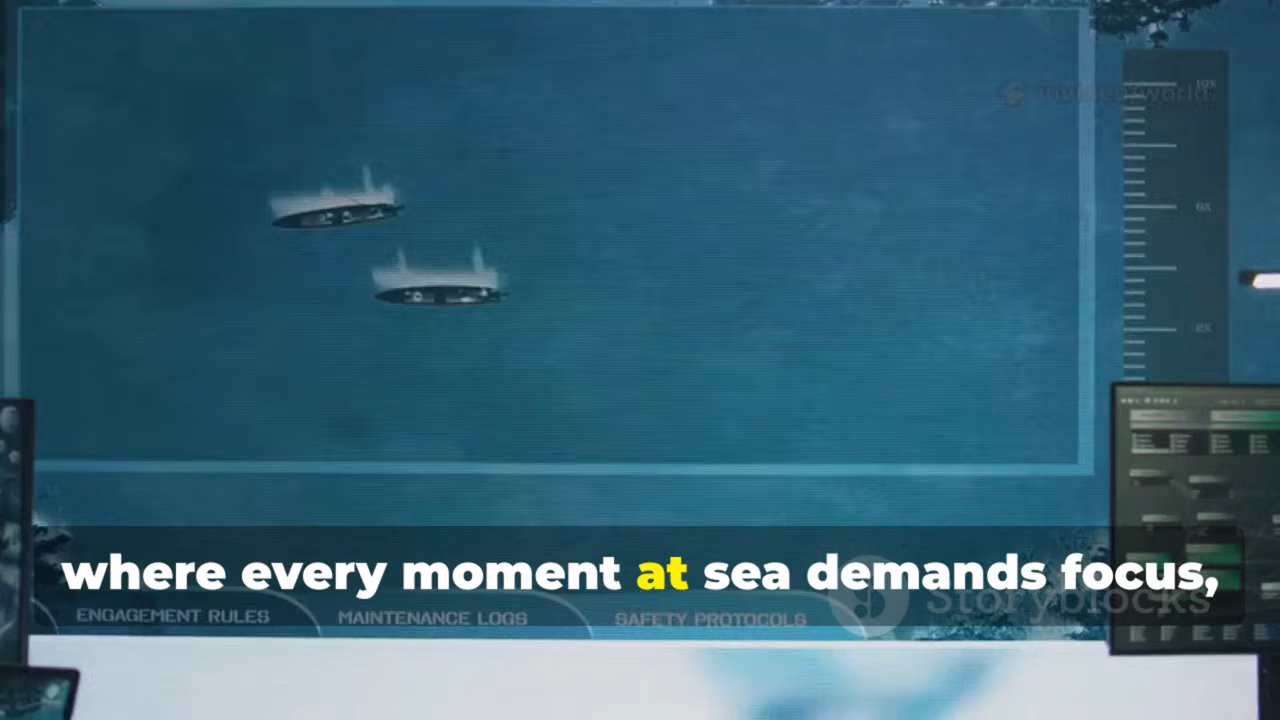 10X
6X
2X
where every moment at sea demands focus,
Storyblocks
ENGAGEMENT RULES
MAINTENANCE LOGS
SAFETY PROTOCOLS